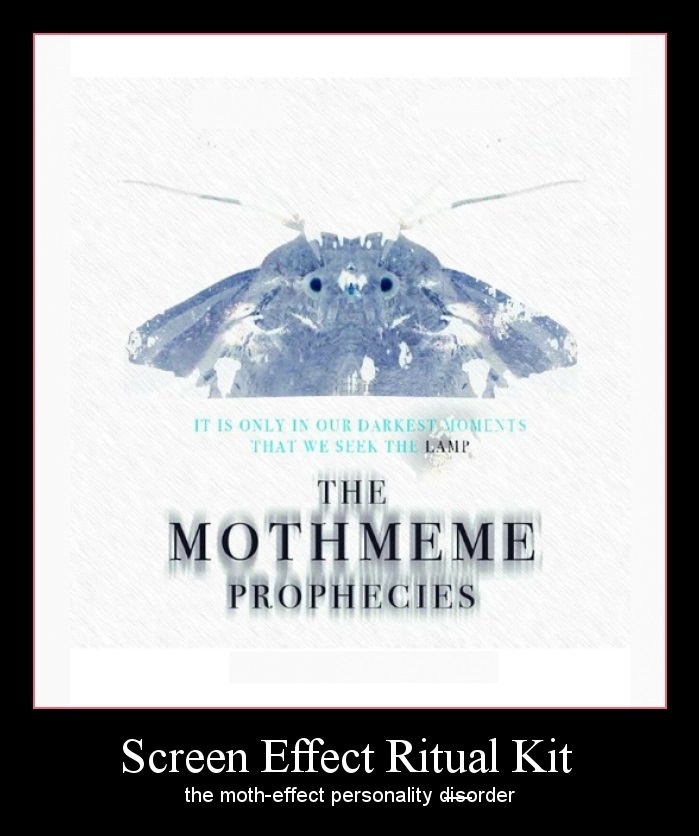 IT IS ONLY IN OUR DARKEST MOMENTS
THAT WE SEEK THE LAMP
THE
MOTHMEME
PROPHECIES
Screen Effect Ritual Kit
the moth-effect personality disorder